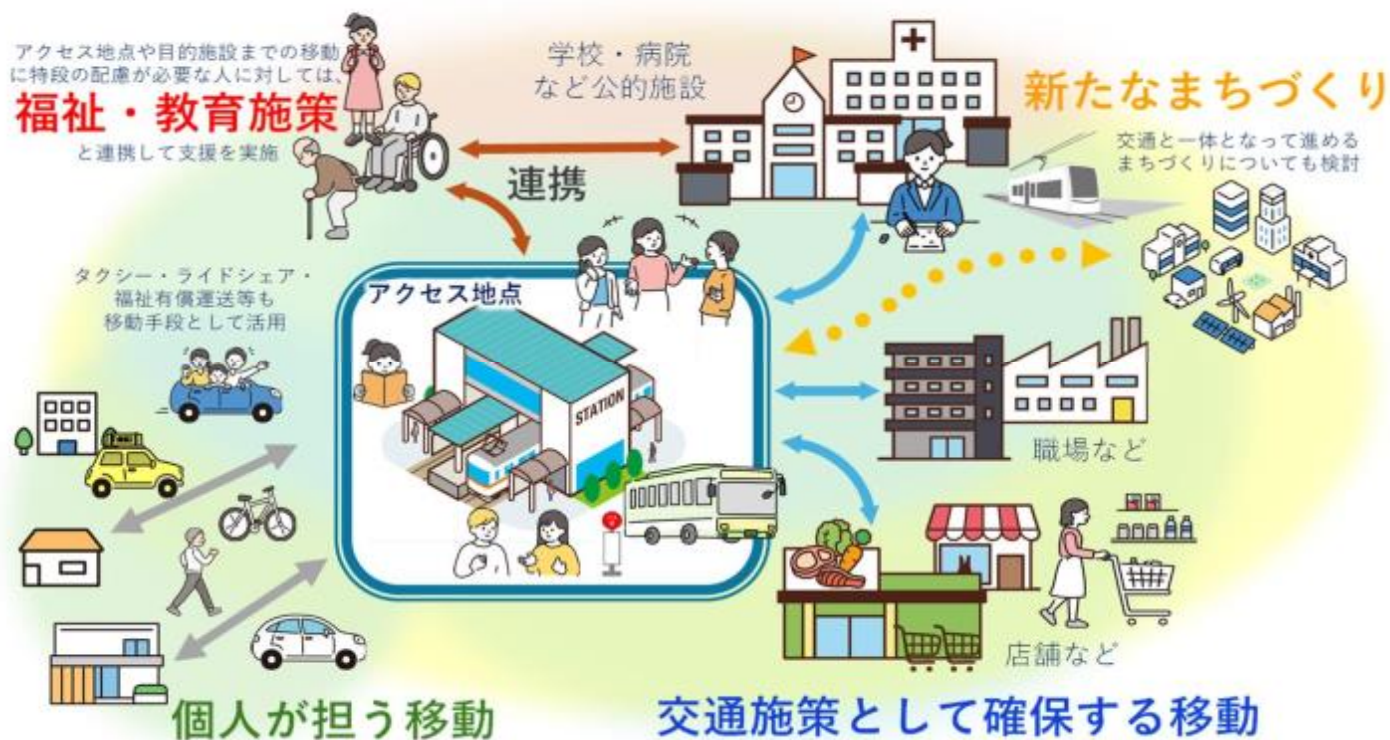 アクセス地点や目的施設までの移動
に特段の配慮が必要な人に対しては、
福祉・教育施策
と連携して支援を実施
学校・病院
など公的施設
新たなまちづくり
交通と一体となって進める
まちづくりについても検討
連携
タクシー・ライドシェア・
福祉有償運送等も
移動手段として活用
アクセス地点
STATION
職場など
店舗など
個人が担う移動
交通施策として確保する移動